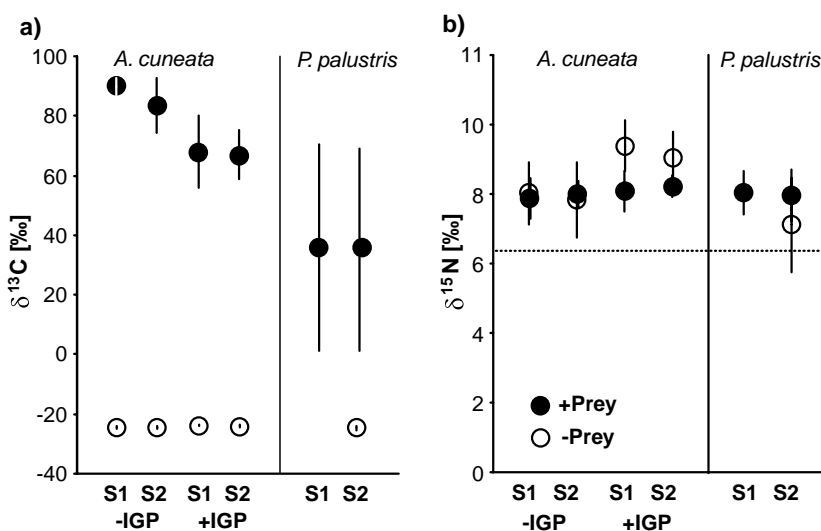 a)
A. cuneata P. palustris
100
80
60
40
20
0
-20
-40
δ13C [‰]
S1 S2 S1 S2 S1 S2
-IGP +IGP
b)
A. cuneata P. palustris
11
10
8
6
4
2
0
δ15N [‰]
+Prey
-Prey
S1 S2 S1 S2 S1 S2
-IGP +IGP